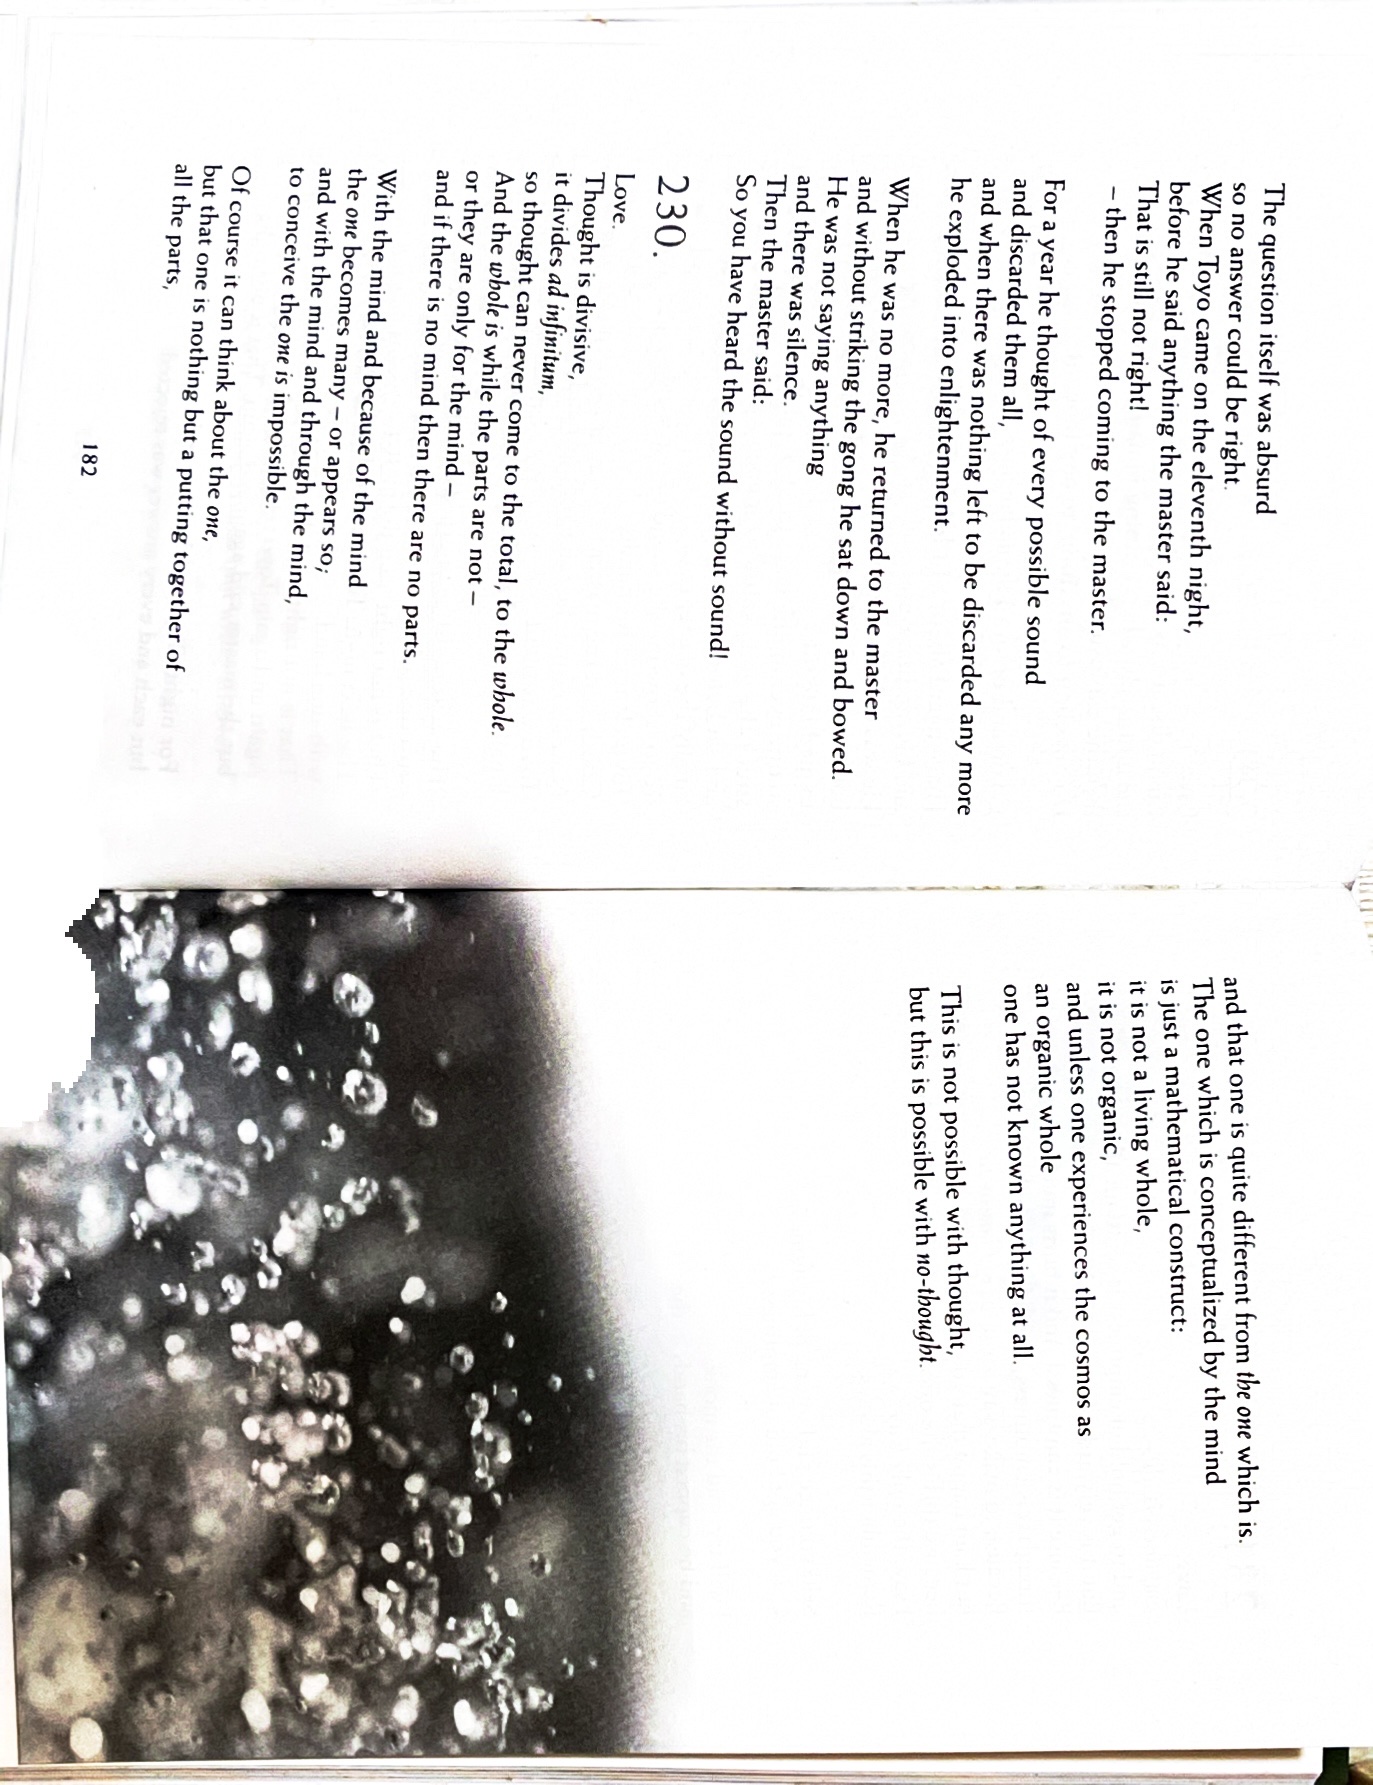 The question itself was absurd
so no answer could be right.
When Toyo came on the eleventh night,
before he said anything the master said:
That is still not right!
– then he stopped coming to the master.
For a year he thought of every possible sound
and discarded them all,
and when there was nothing left to be discarded any more
he exploded into enlightenment.
When he was no more, he returned to the master
and without striking the gong he sat down and bowed.
He was not saying anything
and there was silence.
Then the master said:
So you have heard the sound without sound!
230.
Love.
Thought is divisive,
it divides ad infinitum,
so thought can never come to the total, to the whole.
And the whole is while the parts are not –
or they are only for the mind –
and if there is no mind then there are no parts.
With the mind and because of the mind
the one becomes many – or appears so;
and with the mind and through the mind,
to conceive the one is impossible.
Of course it can think about the one,
but that one is nothing but a putting together of
all the parts,
182
and that one is quite different from the one which is.
The one which is conceptualized by the mind
is just a mathematical construct:
it is not a living whole,
it is not organic,
and unless one experiences the cosmos as
an organic whole
one has not known anything at all.
This is not possible with thought,
but this is possible with no-thought.